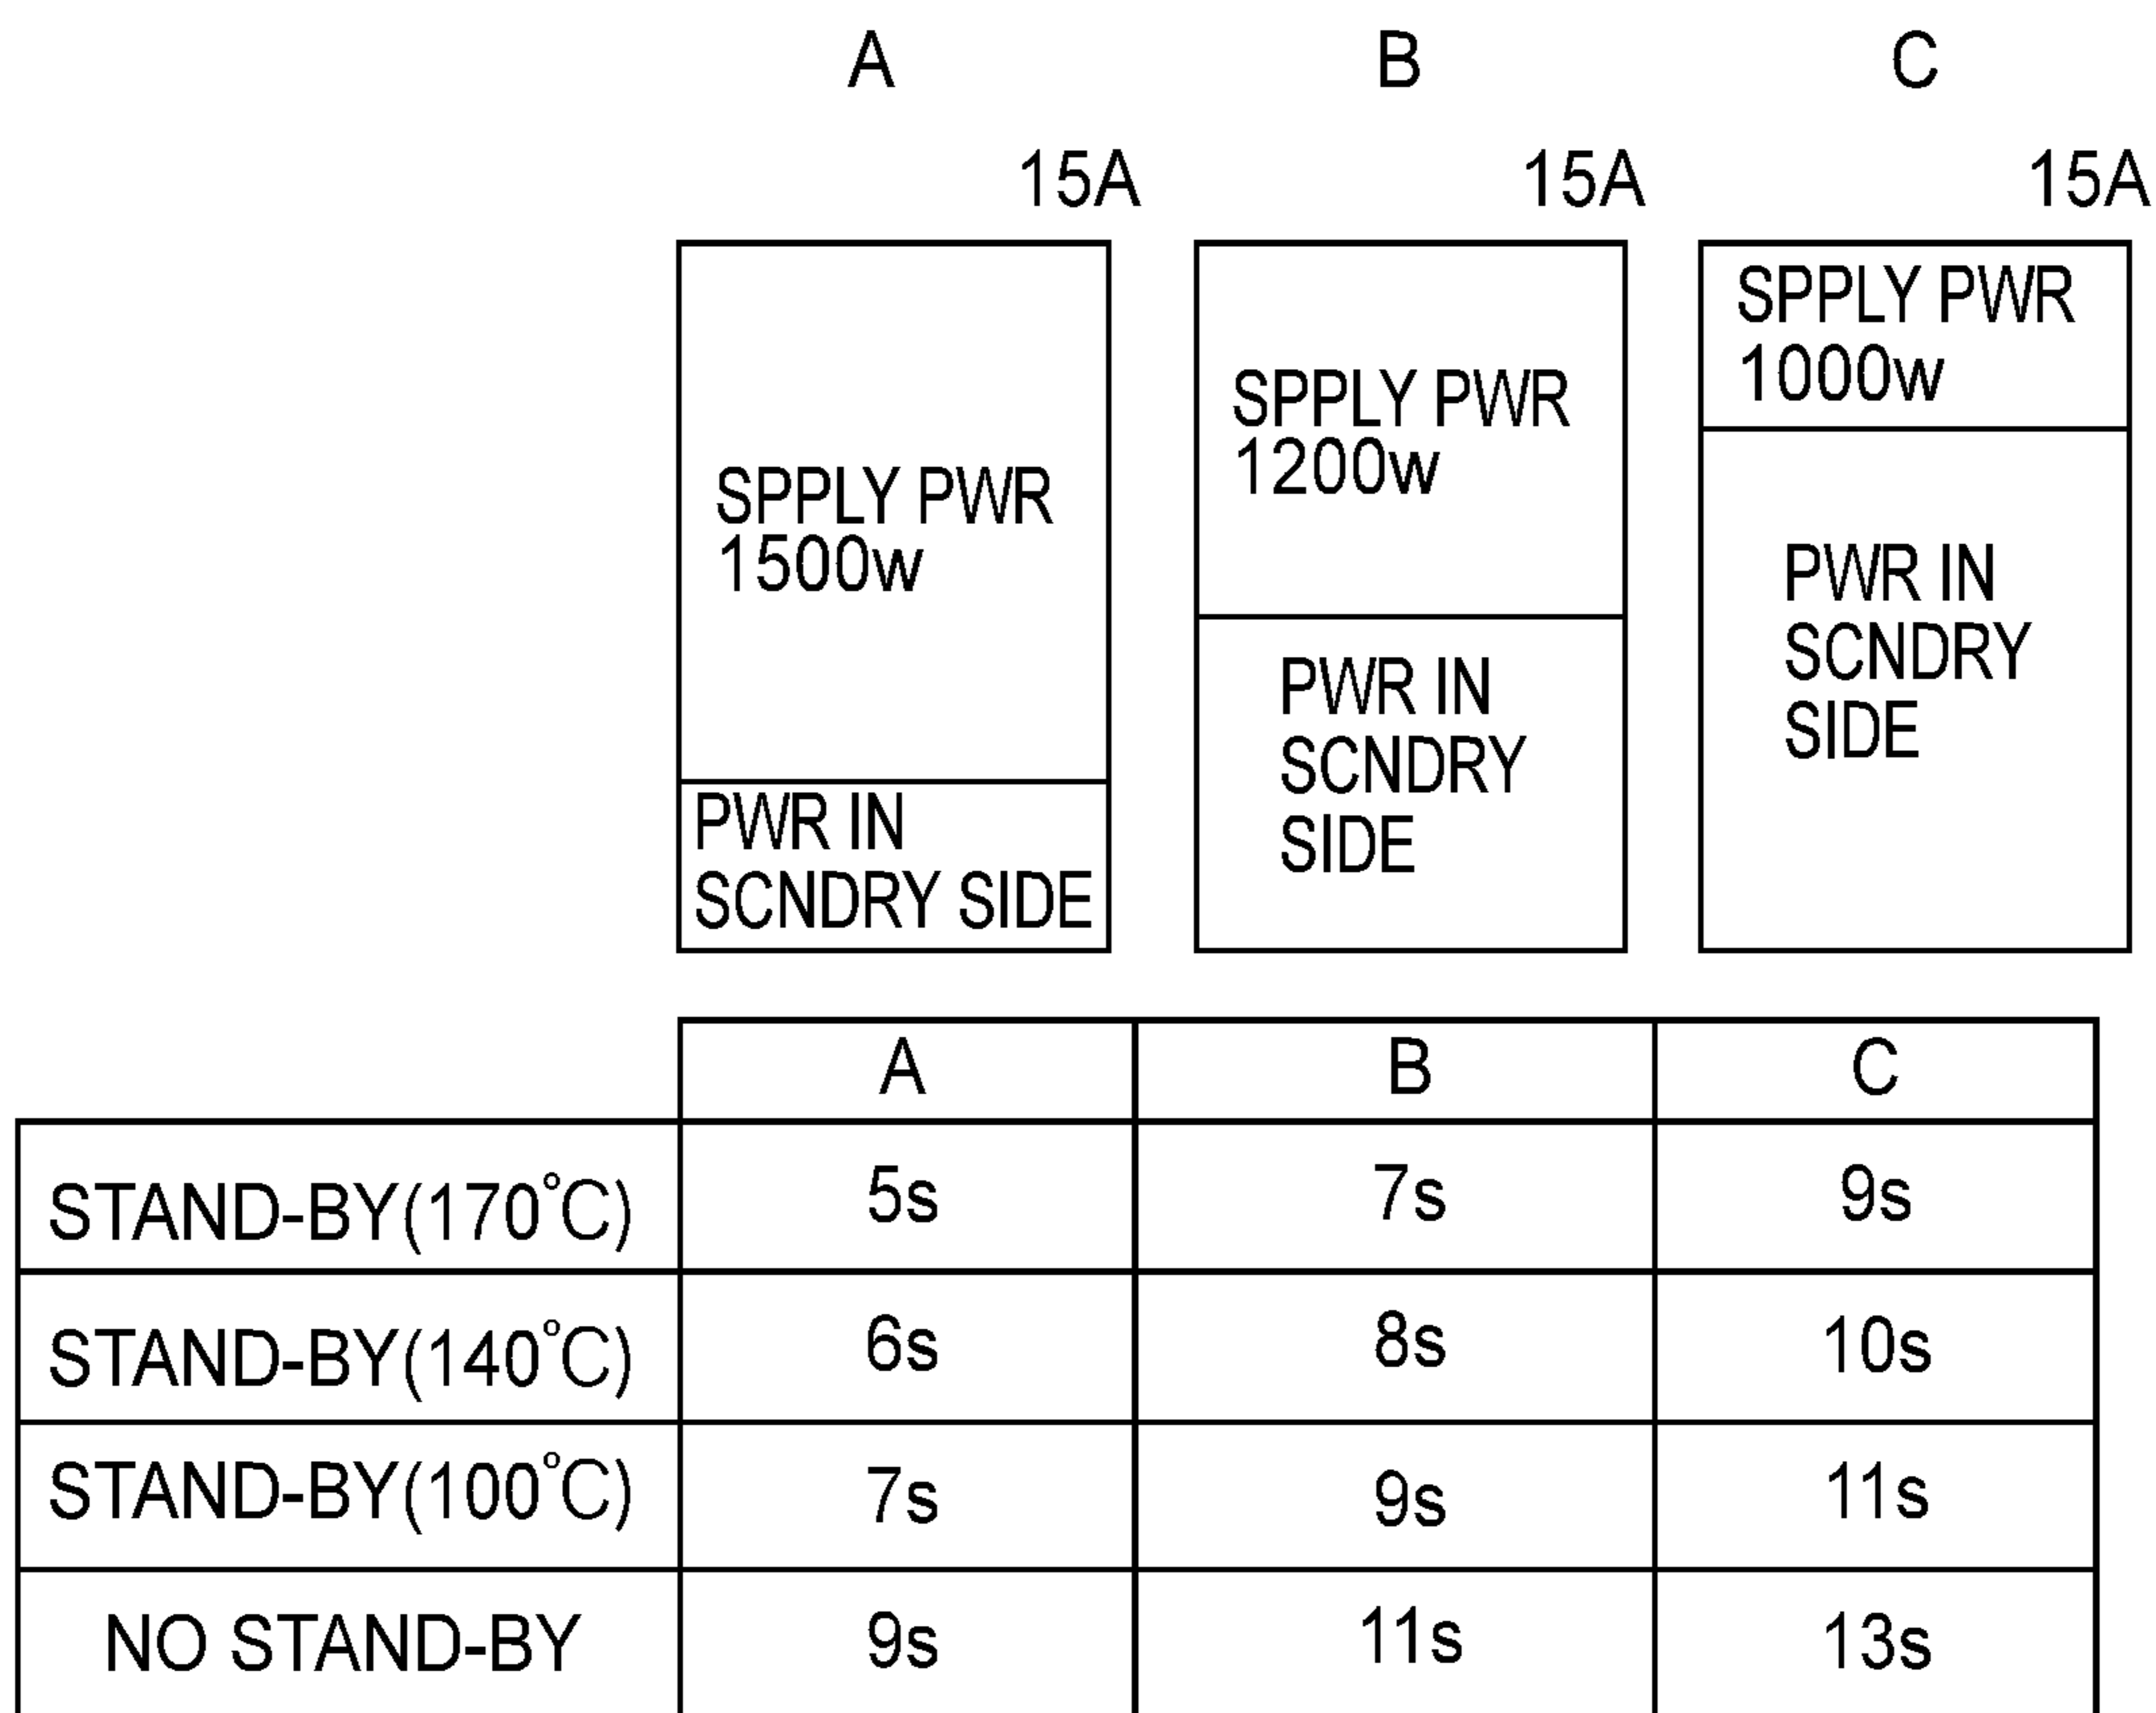 A B C
15A 15A 15A
SPPLY PWR
1500w
PWR IN
SCNDRY SIDE
SPPLY PWR
1200w
PWR IN
SCNDRY
SIDE
SPPLY PWR
1000w
PWR IN
SCNDRY
SIDE
A B C
STAND-BY(170°C) 5s 7s 9s
STAND-BY(140°C) 6s 8s 10s
STAND-BY(100°C) 7s 9s 11s
NO STAND-BY 9s 11s 13s